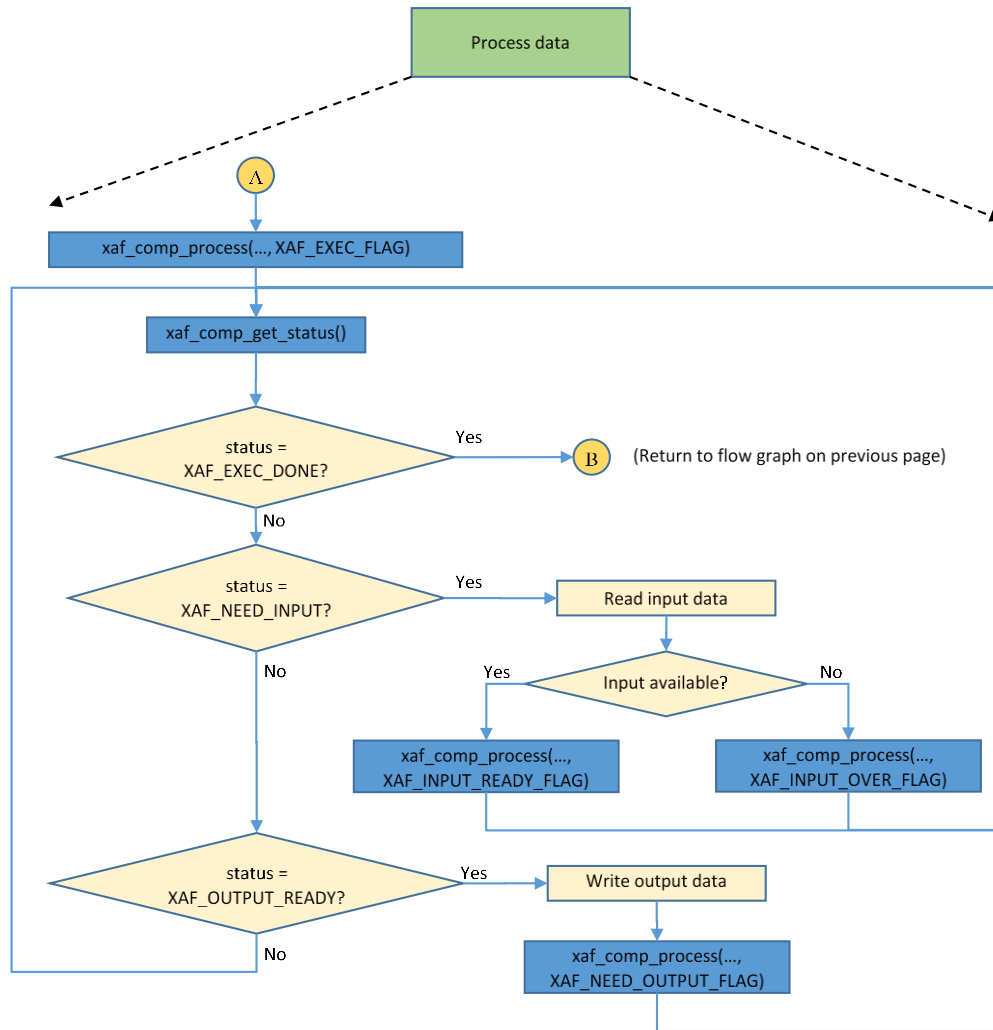 Process data
A
xaf_comp_process(…, XAF_EXEC_FLAG)
xaf_comp_get_status()
status =
XAF_EXEC_DONE?
Yes
B
(Return to flow graph on previous page)
No
status =
XAF_NEED_INPUT?
Yes
Read input data
No
Yes
Input available?
No
xaf_comp_process(…,
XAF_INPUT_READY_FLAG)
xaf_comp_process(…,
XAF_INPUT_OVER_FLAG)
status =
XAF_OUTPUT_READY?
Yes
Write output data
No
xaf_comp_process(…,
XAF_NEED_OUTPUT_FLAG)